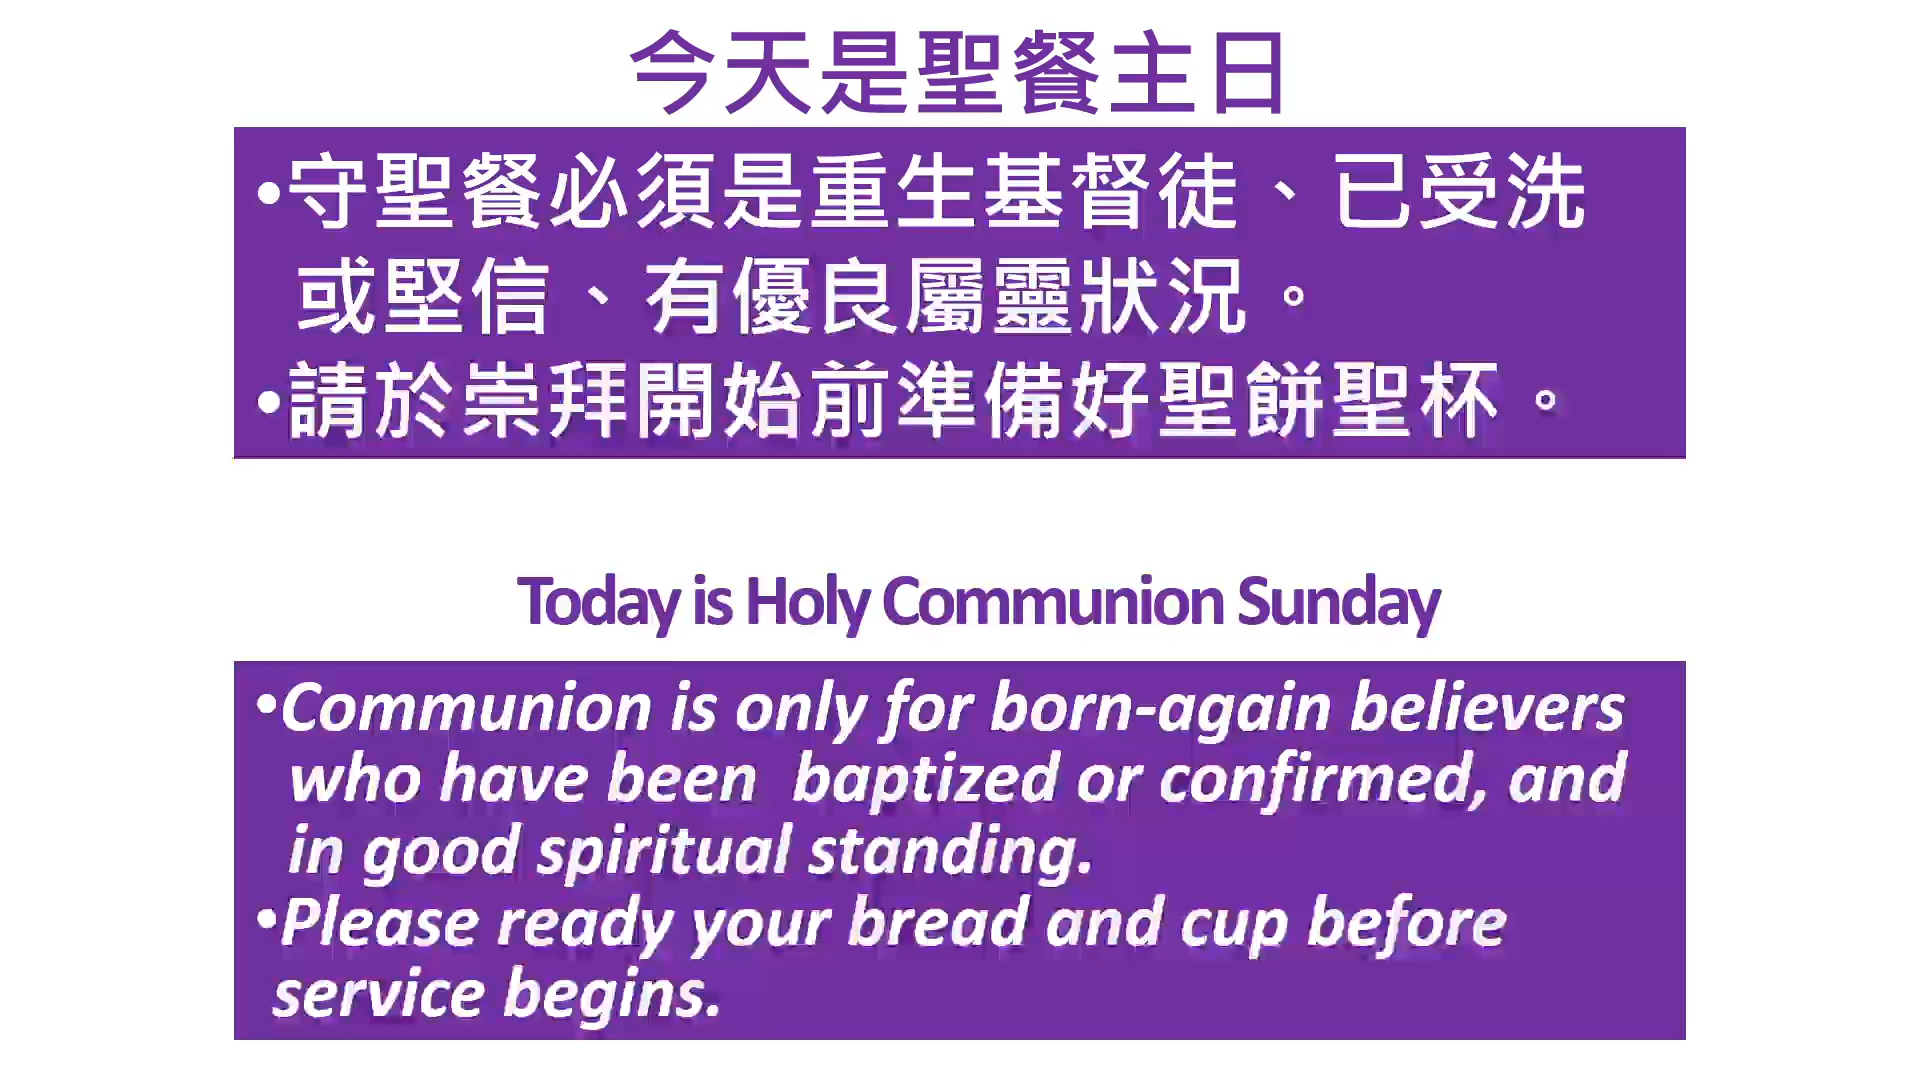 今天是聖餐主日
•守聖餐必須是重生基督徒、已受洗
或堅信、有優良屬靈狀況。
•請於崇拜開始前準備好聖餅聖杯。
Today is Holy Communion Sunday
•Communion is only for born-again believers
who have been  baptized or confirmed, and
in good spiritual standing.
•Please ready your bread and cup before
service begins.